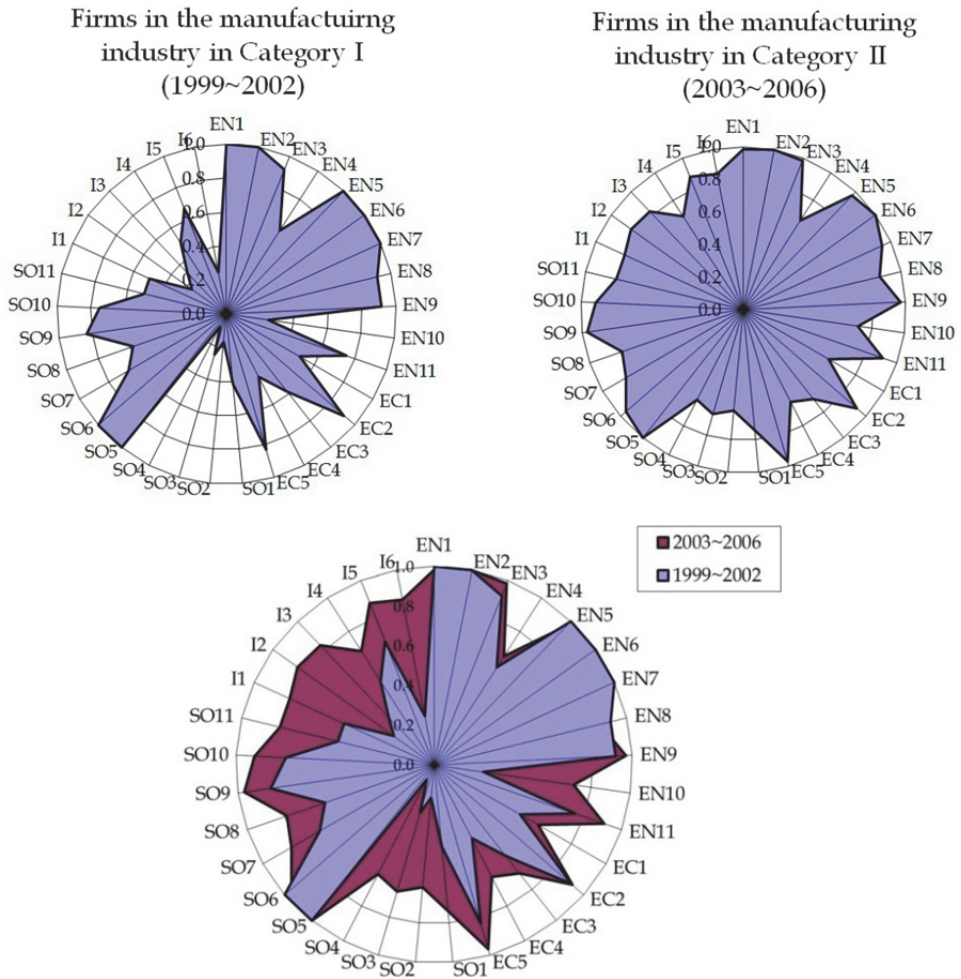 Firms in the manufactuirng
industry in Category I
(1999~2002)
EN1
EN2
EN3
EN4
EN5
EN6
EN7
EN8
EN9
EN10
EN11
EC1
EC2
EC3
EC4
EC5
SO1
SO2
SO3
SO4
SO5
SO6
SO7
SO8
SO9
SO10
SO11
I1
I2
I3
I4
I5
I6
1.0
0.8
0.6
0.4
0.2
0.0
Firms in the manufacturing
industry in Category II
(2003~2006)
EN1
EN2
EN3
EN4
EN5
EN6
EN7
EN8
EN9
EN10
EN11
EC1
EC2
EC3
EC4
EC5
SO1
SO2
SO3
SO4
SO5
SO6
SO7
SO8
SO9
SO10
SO11
I1
I2
I3
I4
I5
I6
1.0
0.8
0.6
0.4
0.2
0.0
2003~2006
1999~2002
EN1
EN2
EN3
EN4
EN5
EN6
EN7
EN8
EN9
EN10
EN11
EC1
EC2
EC3
EC4
EC5
SO1
SO2
SO3
SO4
SO5
SO6
SO7
SO8
SO9
SO10
SO11
I1
I2
I3
I4
I5
I6
1.0
0.8
0.6
0.4
0.2
0.0